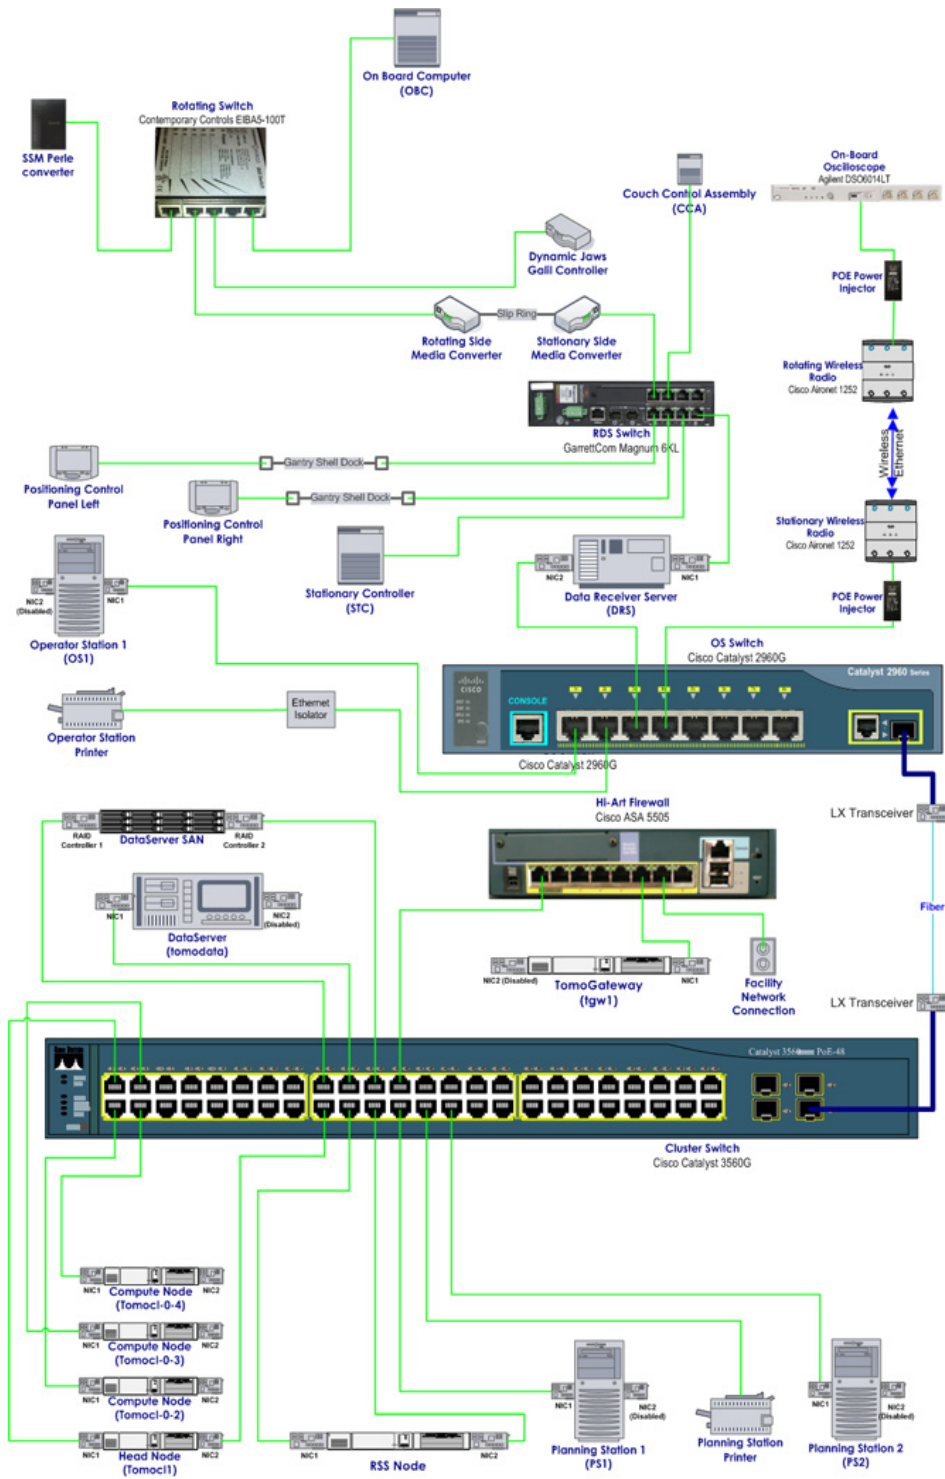 On Board Computer
(OBC)
Rotating Switch
Contemporary Controls EIBA5-100T
SSM Perle
converter
Couch Control Assembly
(CCA)
On-Board
Oscilloscope
Agilent DSO6014LT
Dynamic Jaws
Galil Controller
POE Power
Injector
Slip Ring
Rotating Side
Media Converter
Stationary Side
Media Converter
Rotating Wireless
Radio
Cisco Aironet 1252
RDS Switch
GarrettCom Magnum 6KL
Wireless
Ethernet
Gantry Shell Dock
Positioning Control
Panel Left
Gantry Shell Dock
Positioning Control
Panel Right
Stationary Wireless
Radio
Cisco Aironet 1252
NIC2
NIC1
Stationary Controller
(STC)
Data Receiver Server
(DRS)
POE Power
Injector
NIC2
(Disabled)
NIC1
Operator Station 1
(OS1)
OS Switch
Cisco Catalyst 2960G
Catalyst 2960 Series
CISCO
CONSOLE
Ethernet
Isolator
Operator Station
Printer
Cisco Catalyst 2960G
Hi-Art Firewall
Cisco ASA 5505
LX Transceiver
RAID
Controller 1
DataServer SAN
RAID
Controller 2
NIC1
NIC2
(Disabled)
DataServer
(tomodata)
Fiber
NIC2 (Disabled)
TomoGateway
(tgw1)
NIC1
Facility
Network
Connection
LX Transceiver
Catalyst 3560 PoE-48
Cluster Switch
Cisco Catalyst 3560G
NIC1
Compute Node
(Tomocl-0-4)
NIC2
NIC1
Compute Node
(Tomocl-0-3)
NIC2
NIC1
Compute Node
(Tomocl-0-2)
NIC2
NIC1
Head Node
(Tomocl1)
NIC2
NIC1
RSS Node
NIC2
NIC1
NIC2
(Disabled)
Planning Station 1
(PS1)
Planning Station
Printer
NIC1
NIC2
(Disabled)
Planning Station 2
(PS2)